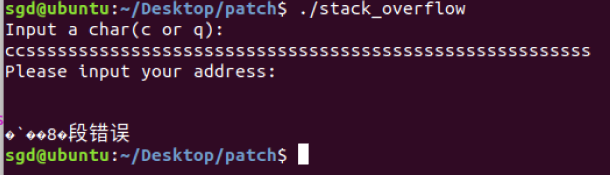 sgd@ubuntu:~/Desktop/patch$ ./stack_overflow
Input a char(c or q):
ccssssssssssssssssssssssssssssssssssssssssssssssssssssss
Please input your address:
�`��8�段错误
sgd@ubuntu:~/Desktop/patch$